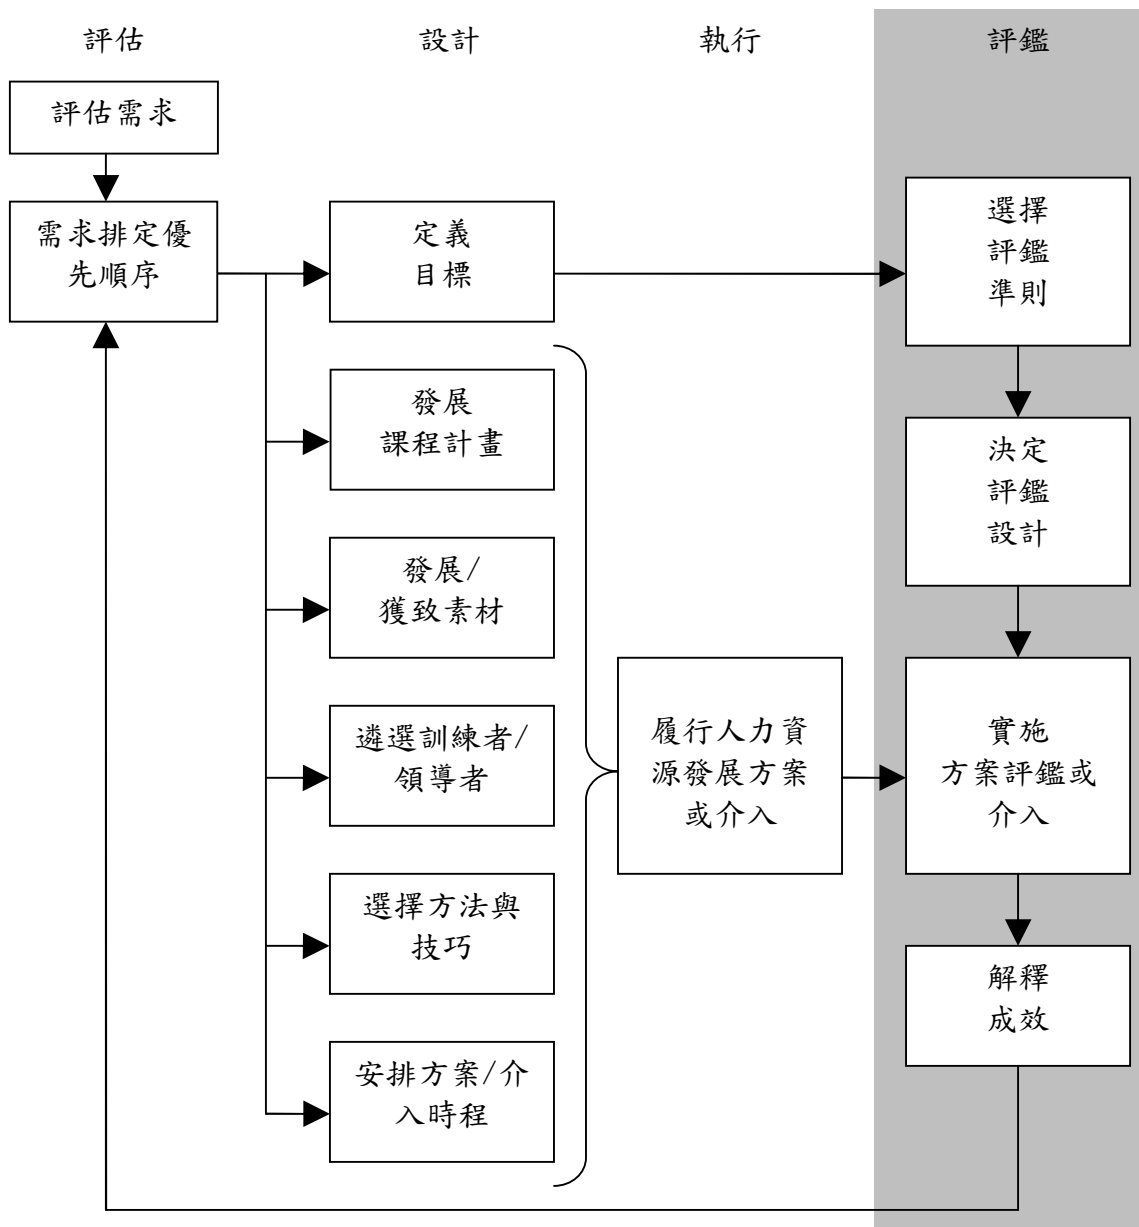 評估
設計
執行
評鑑
評估需求
需求排定優
先順序
定義
目標
選擇
評鑑
準則
發展
課程計畫
決定
評鑑
設計
發展/
獲致素材
遴選訓練者/
領導者
履行人力資
源發展方案
或介入
實施
方案評鑑或
介入
選擇方法與
技巧
解釋
成效
安排方案/介
入時程